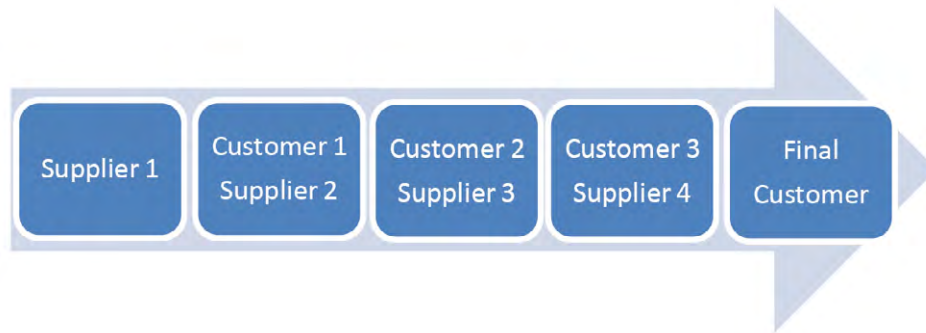 Supplier 1
Customer 1
Supplier 2
Customer 2
Supplier 3
Customer 3
Supplier 4
Final
Customer